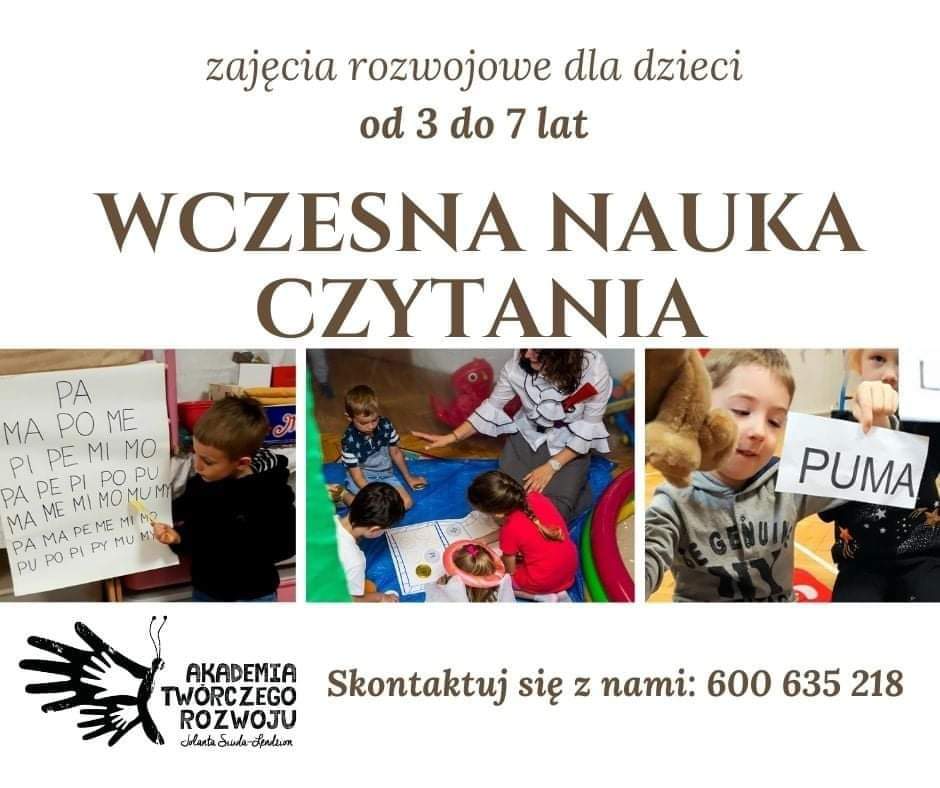 zajęcia rozwojowe dla dzieci
od 3 do 7 lat
WCZESNA NAUKA
CZYTANIA
PA
MA PO ME
PI PE MI MO
PA PE PI PO PU
MA ME MI MO MU MY
PA MA PE ME MI MO
PU PO PI PY MU MY
PUMA
GENUI
AKADEMIA
TWÓRCZEGO
ROZWOJU
Jolanta
Skontaktuj się z nami: 600 635 218